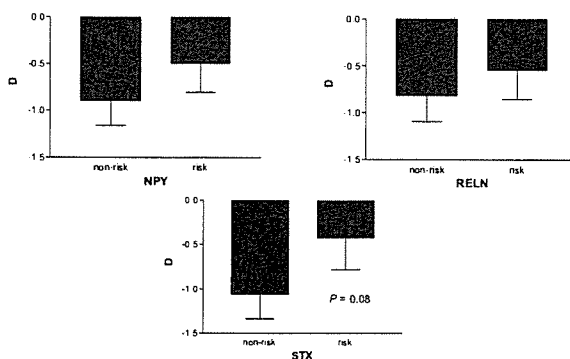 0.0
-0.5
-1.0
-1.5
D
non-risk risk
NPY
0.0
-0.5
-1.0
-1.5
D
non-risk risk
RELN
0.0
-0.5
-1.0
-1.5
D
P = 0.08
non-risk risk
STX